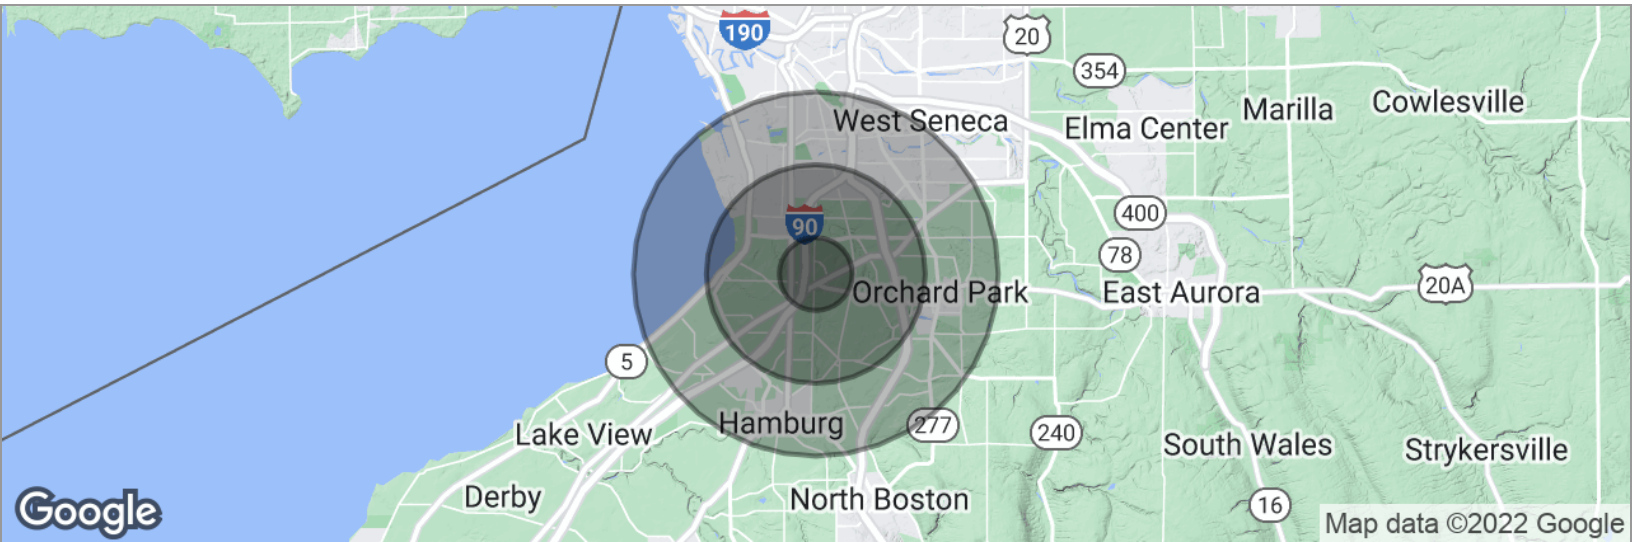 190
20
354
Cowlesville
Marilla
West Seneca
Elma Center
400
90
78
Orchard Park
East Aurora
20A
5
Hamburg
277
Lake View
240
South Wales
Strykersville
Derby
North Boston
16
Google
Map data ©2022 Google